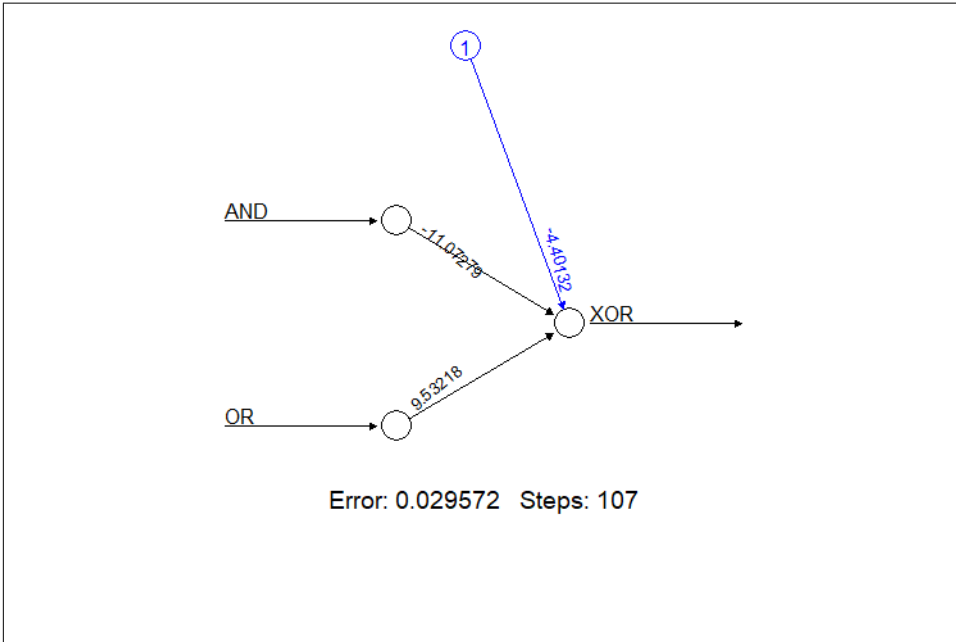 1
AND
-11.07279
-4.40132
XOR
9.53218
OR
Error: 0.029572 Steps: 107